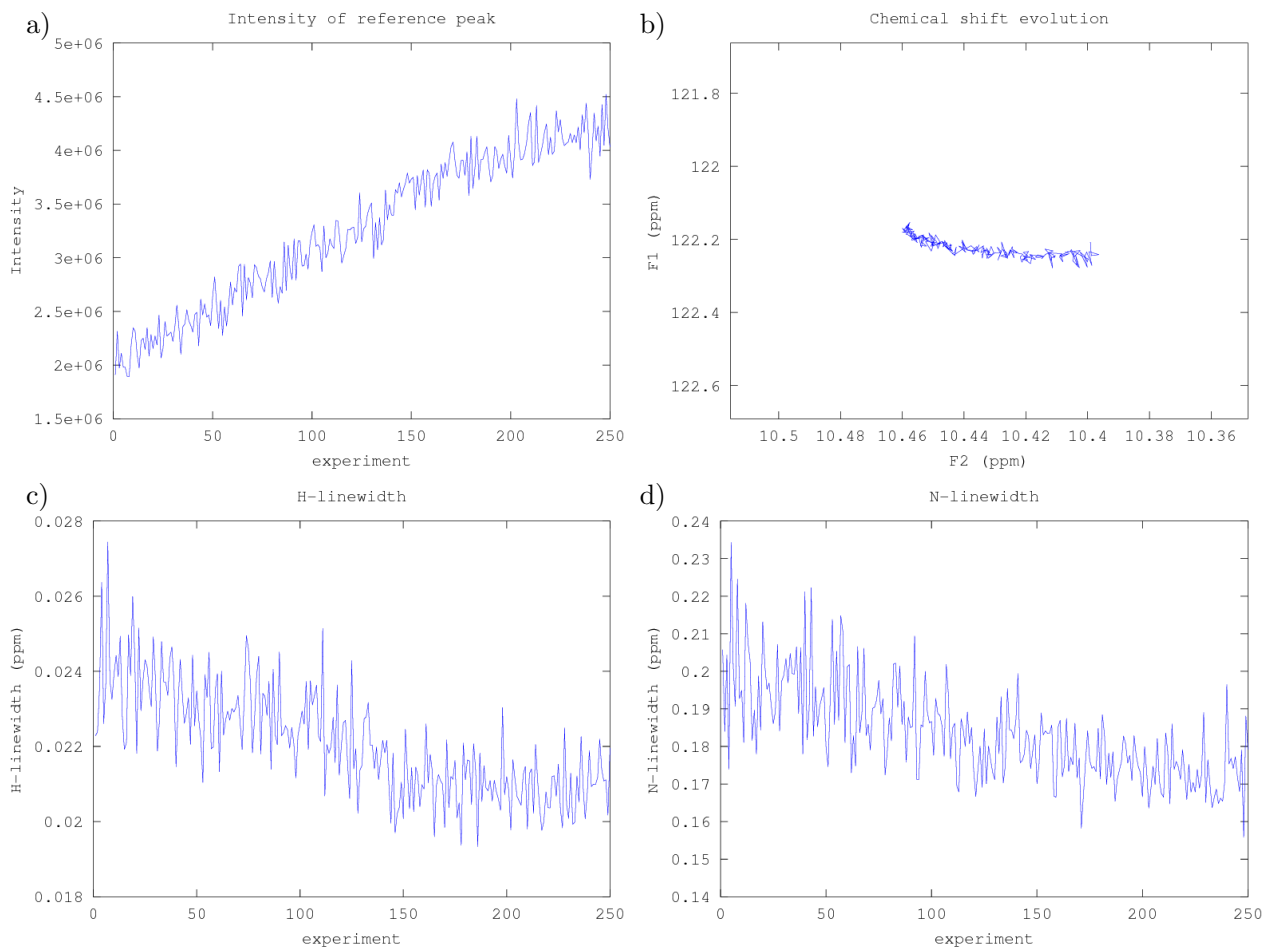 a)
Intensity of reference peak
5e+06
4.5e+06
4e+06
3.5e+06
3e+06
2.5e+06
2e+06
1.5e+06
Intensity
0 50 100 150 200 250
experiment
b)
Chemical shift evolution
121.8
122
122.2
122.4
122.6
F1 (ppm)
10.5 10.48 10.46 10.44 10.42 10.4 10.38 10.36
F2 (ppm)
c)
H-linewidth
0.028
0.026
0.024
0.022
0.02
0.018
H-linewidth (ppm)
0 50 100 150 200 250
experiment
d)
N-linewidth
0.24
0.23
0.22
0.21
0.2
0.19
0.18
0.17
0.16
0.15
0.14
N-linewidth (ppm)
0 50 100 150 200 250
experiment